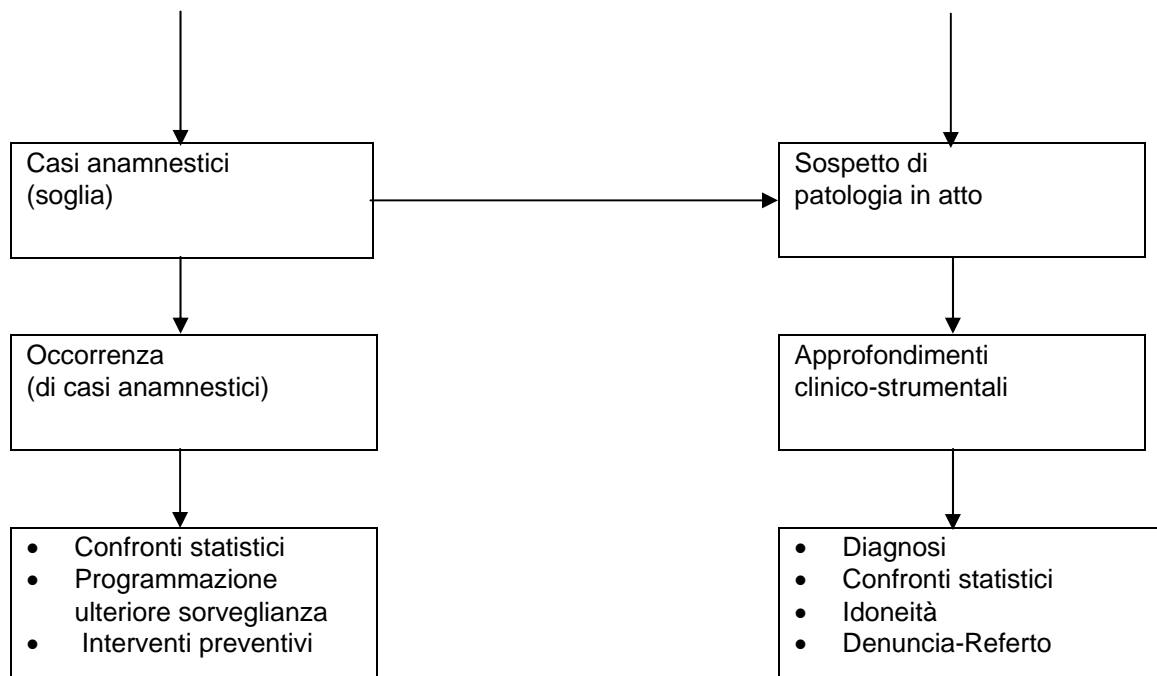 Casi anamnestici
(soglia)
Sospetto di
patologia in atto
Occorrenza
(di casi anamnestici)
Approfondimenti
clinico-strumentali
• Confronti statistici
• Programmazione
ulteriore sorveglianza
• Interventi preventivi
• Diagnosi
• Confronti statistici
• Idoneità
• Denuncia-Referto